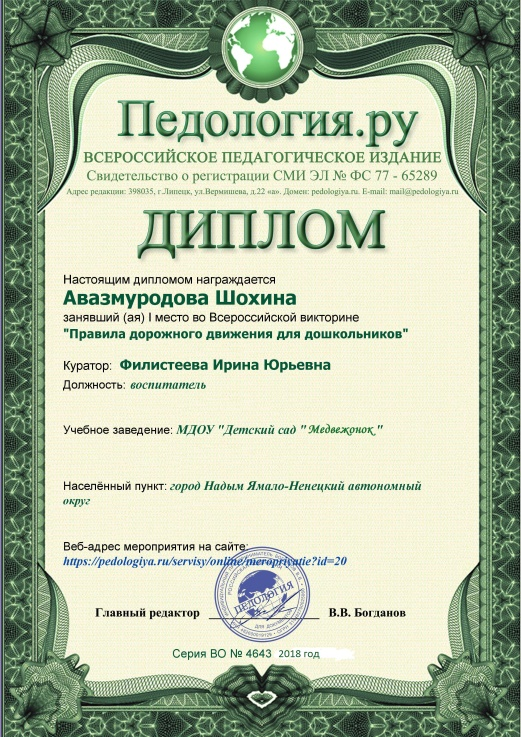 Педология.ру
ВСЕРОССИЙСКОЕ ПЕДАГОГИЧЕСКОЕ ИЗДАНИЕ
Свидетельство о регистрации СМИ ЭЛ № ФС 77 - 65289
Адрес редакции: 398035, г.Липецк, ул.Вермишева, д.22 «а». Домен: pedologiya.ru. E-mail: mail@pedologiya.ru
ДИПЛОМ
Настоящим дипломом награждается
Авазмуродова Шохина
занявший (ая) I место во Всероссийской викторине
"Правила дорожного движения для дошкольников"
Куратор: Филистеева Ирина Юрьевна
Должность: воспитатель
Учебное заведение: МДОУ "Детский сад "Медвежонок"
Населённый пункт: город Надым Ямало-Ненецкий автономный
округ
Веб-адрес мероприятия на сайте:
https://pedologiya.ru/servisy/online/meropriyatie?id=20
ПЕДОЛОГИЯ
Главный редактор В.В. Богданов
Серия ВО № 4643 2018 год